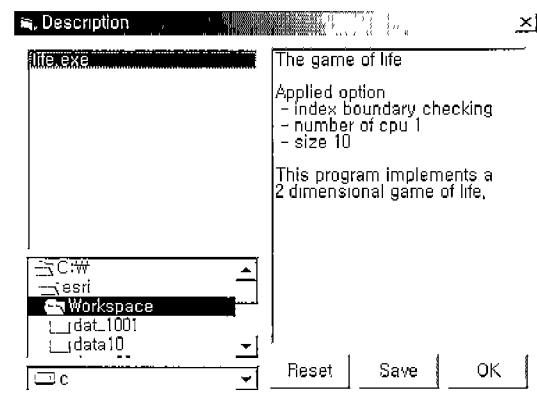 Description
life.exe
The game of life
Applied option
- index boundary checking
- number of cpu 1
- size 10
This program implements a
2 dimensional game of life,
C:₩
esri
Workspace
dat_1001
data10
c
Reset
Save
OK